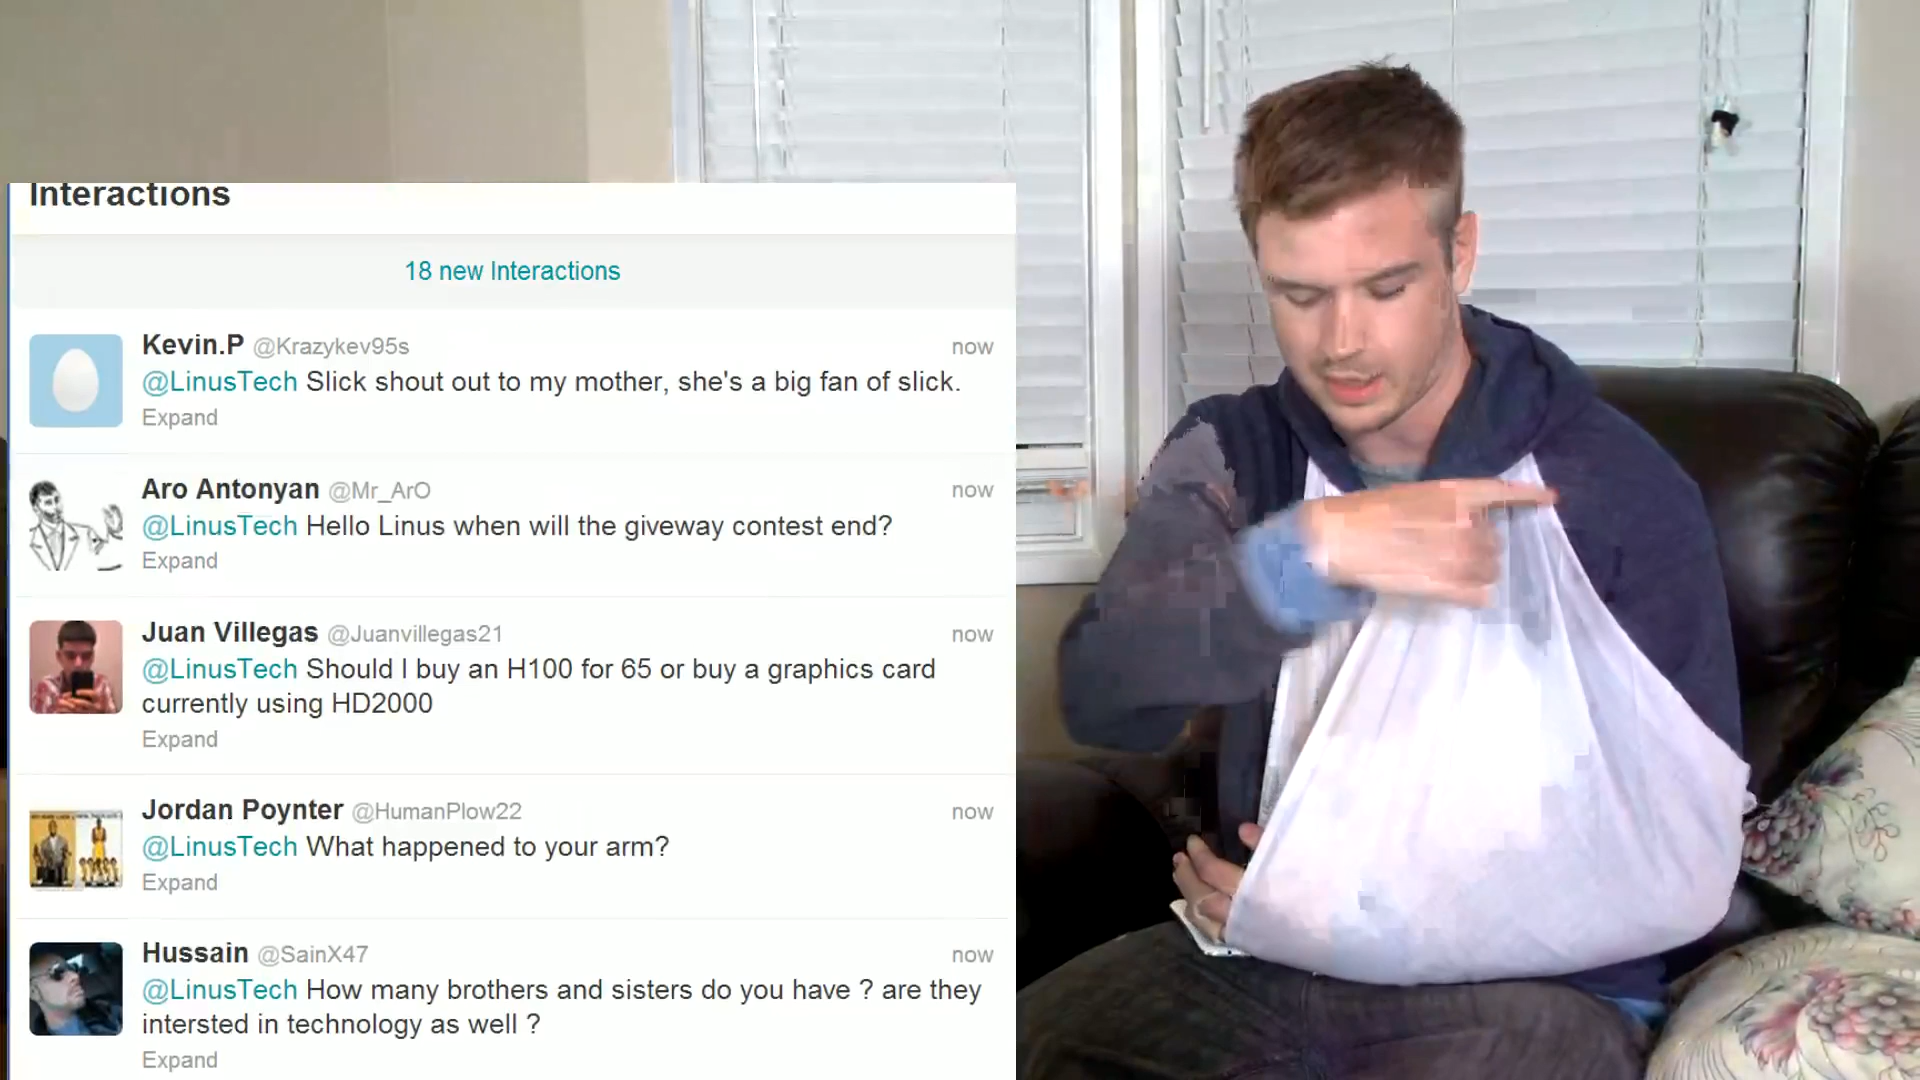 Interactions
18 new Interactions
Kevin.P @Krazykev95s now
@LinusTech Slick shout out to my mother, she's a big fan of slick.
Expand
Aro Antonyan @Mr_ArO now
@LinusTech Hello Linus when will the giveway contest end?
Expand
Juan Villegas @Juanvillegas21 now
@LinusTech Should I buy an H100 for 65 or buy a graphics card
currently using HD2000
Expand
Jordan Poynter @HumanPlow22 now
@LinusTech What happened to your arm?
Expand
Hussain @SainX47 now
@LinusTech How many brothers and sisters do you have ? are they
intersted in technology as well ?
Expand